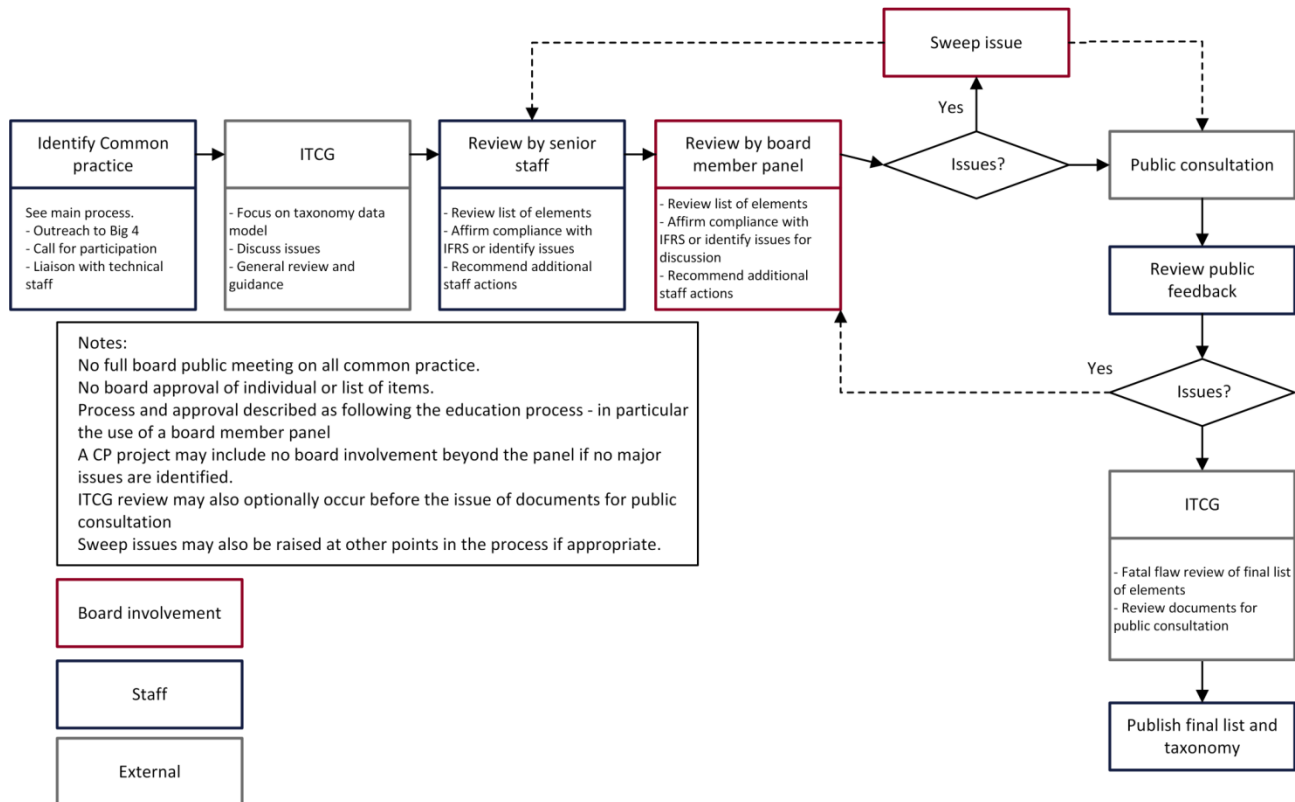 Sweep issue
Yes
Identify Common
practice
See main process.
- Outreach to Big 4
- Call for participation
- Liaison with technical
staff
ITCG
- Focus on taxonomy data
model
- Discuss issues
- General review and
guidance
Review by senior
staff
- Review list of elements
- Affirm compliance with
IFRS or identify issues
- Recommend additional
staff actions
Review by board
member panel
- Review list of elements
- Affirm compliance with
IFRS or identify issues for
discussion
- Recommend additional
staff actions
Issues?
Public consultation
Review public
feedback
Yes
Issues?
ITCG
- Fatal flaw review of final list
of elements
- Review documents for
public consultation
Publish final list and
taxonomy
Notes:
No full board public meeting on all common practice.
No board approval of individual or list of items.
Process and approval described as following the education process - in particular
the use of a board member panel
A CP project may include no board involvement beyond the panel if no major
issues are identified.
ITCG review may also optionally occur before the issue of documents for public
consultation
Sweep issues may also be raised at other points in the process if appropriate.
Board involvement
Staff
External